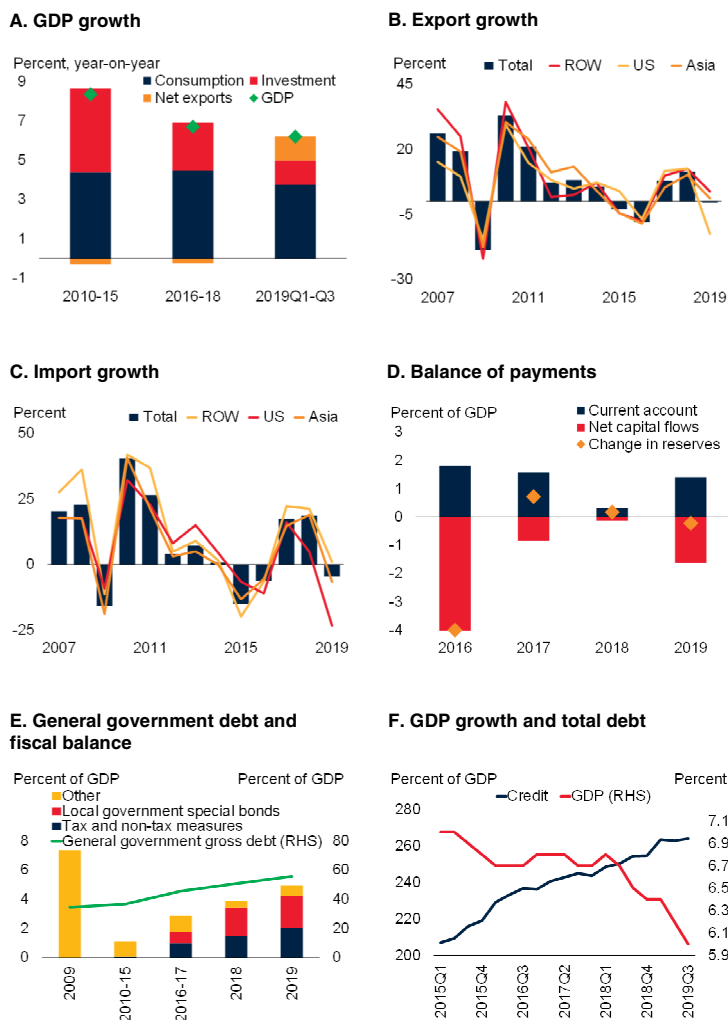 A. GDP growth
Percent, year-on-year
Consumption Investment
Net exports GDP
9
7
5
3
1
-1
2010-15 2016-18 2019Q1-Q3
B. Export growth
Percent
Total ROW US Asia
45
20
-5
-30
2007 2011 2015 2019
C. Import growth
Percent
Total ROW US Asia
50
25
0
-25
2007 2011 2015 2019
D. Balance of payments
Percent of GDP
Current account
Net capital flows
Change in reserves
3
2
1
0
-1
-2
-3
-4
2016 2017 2018 2019
E. General government debt and
fiscal balance
Percent of GDP Percent of GDP
Other
Local government special bonds
Tax and non-tax measures
General government gross debt (RHS)
8 80
6 60
4 40
2 20
0 0
2009 2010-15 2016-17 2018 2019
F. GDP growth and total debt
Percent of GDP Percent
Credit GDP (RHS)
280 7.1
260 6.9
240 6.7
220 6.5
200 6.3
6.1
5.9
2015Q1 2015Q4 2016Q3 2017Q2 2018Q1 2018Q4 2019Q3